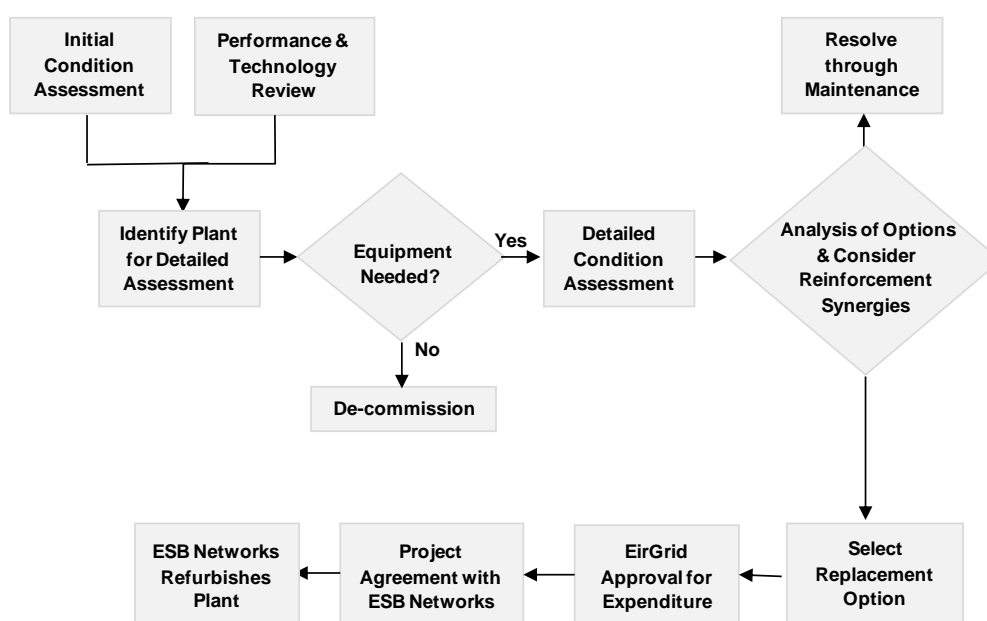 Initial
Condition
Assessment
Performance &
Technology
Review
Resolve
through
Maintenance
Identify Plant
for Detailed
Assessment
Equipment
Needed?
Yes
Detailed
Condition
Assessment
Analysis of Options
& Consider
Reinforcement
Synergies
No
De-commission
ESB Networks
Refurbishes
Plant
Project
Agreement with
ESB Networks
EirGrid
Approval for
Expenditure
Select
Replacement
Option